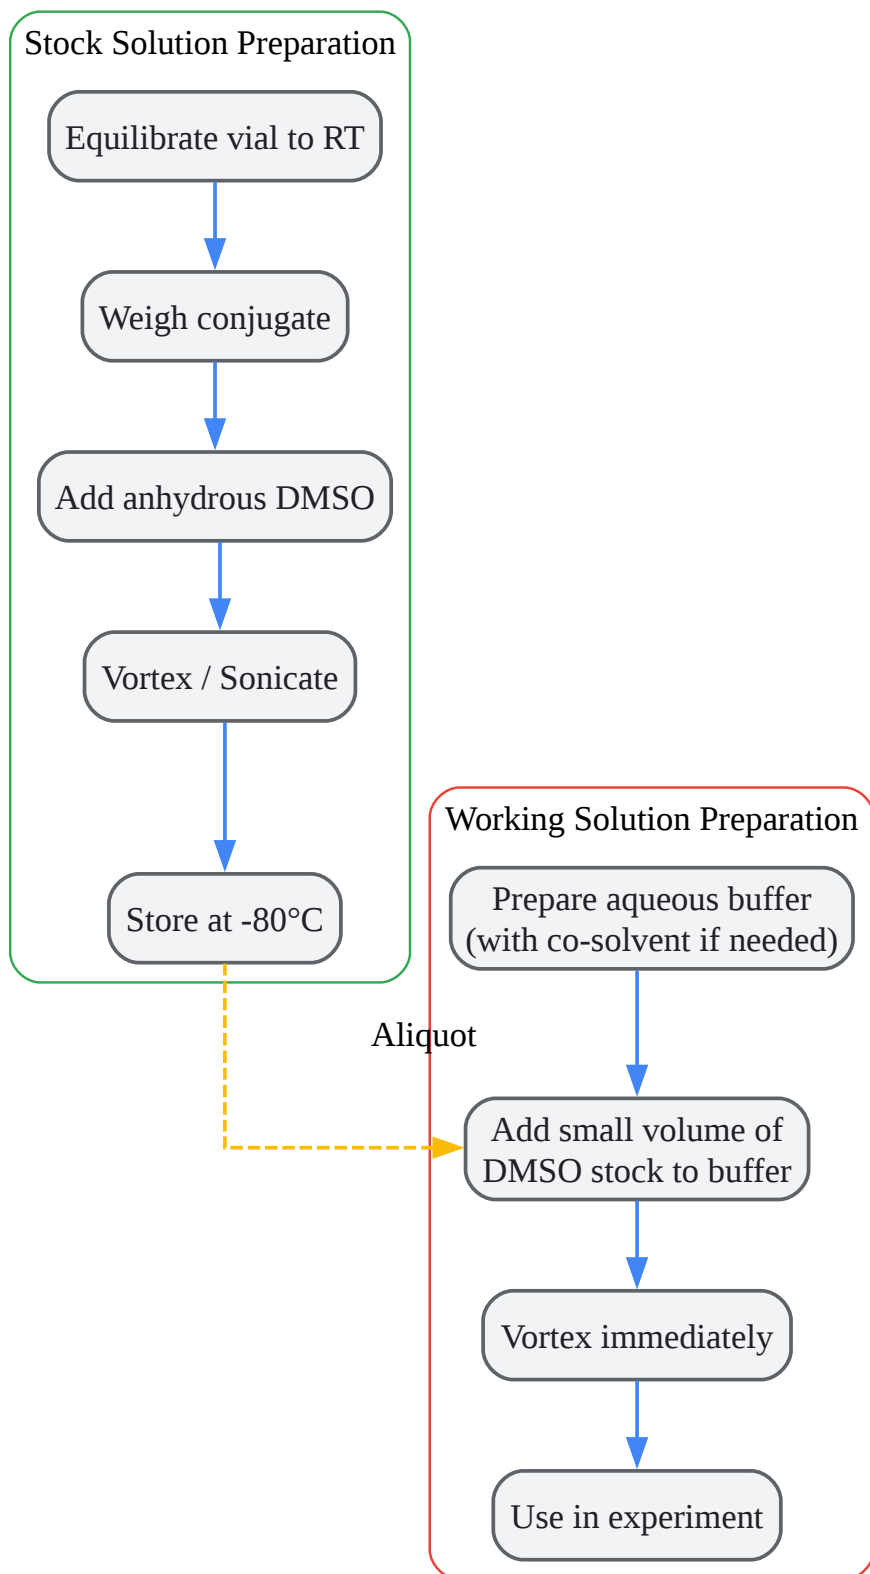 Stock Solution Preparation
Equilibrate vial to RT
Weigh conjugate
Add anhydrous DMSO
Vortex / Sonicate
Store at -80°C
Aliquot
Working Solution Preparation
Prepare aqueous buffer
(with co-solvent if needed)
Add small volume of
DMSO stock to buffer
Vortex immediately
Use in experiment